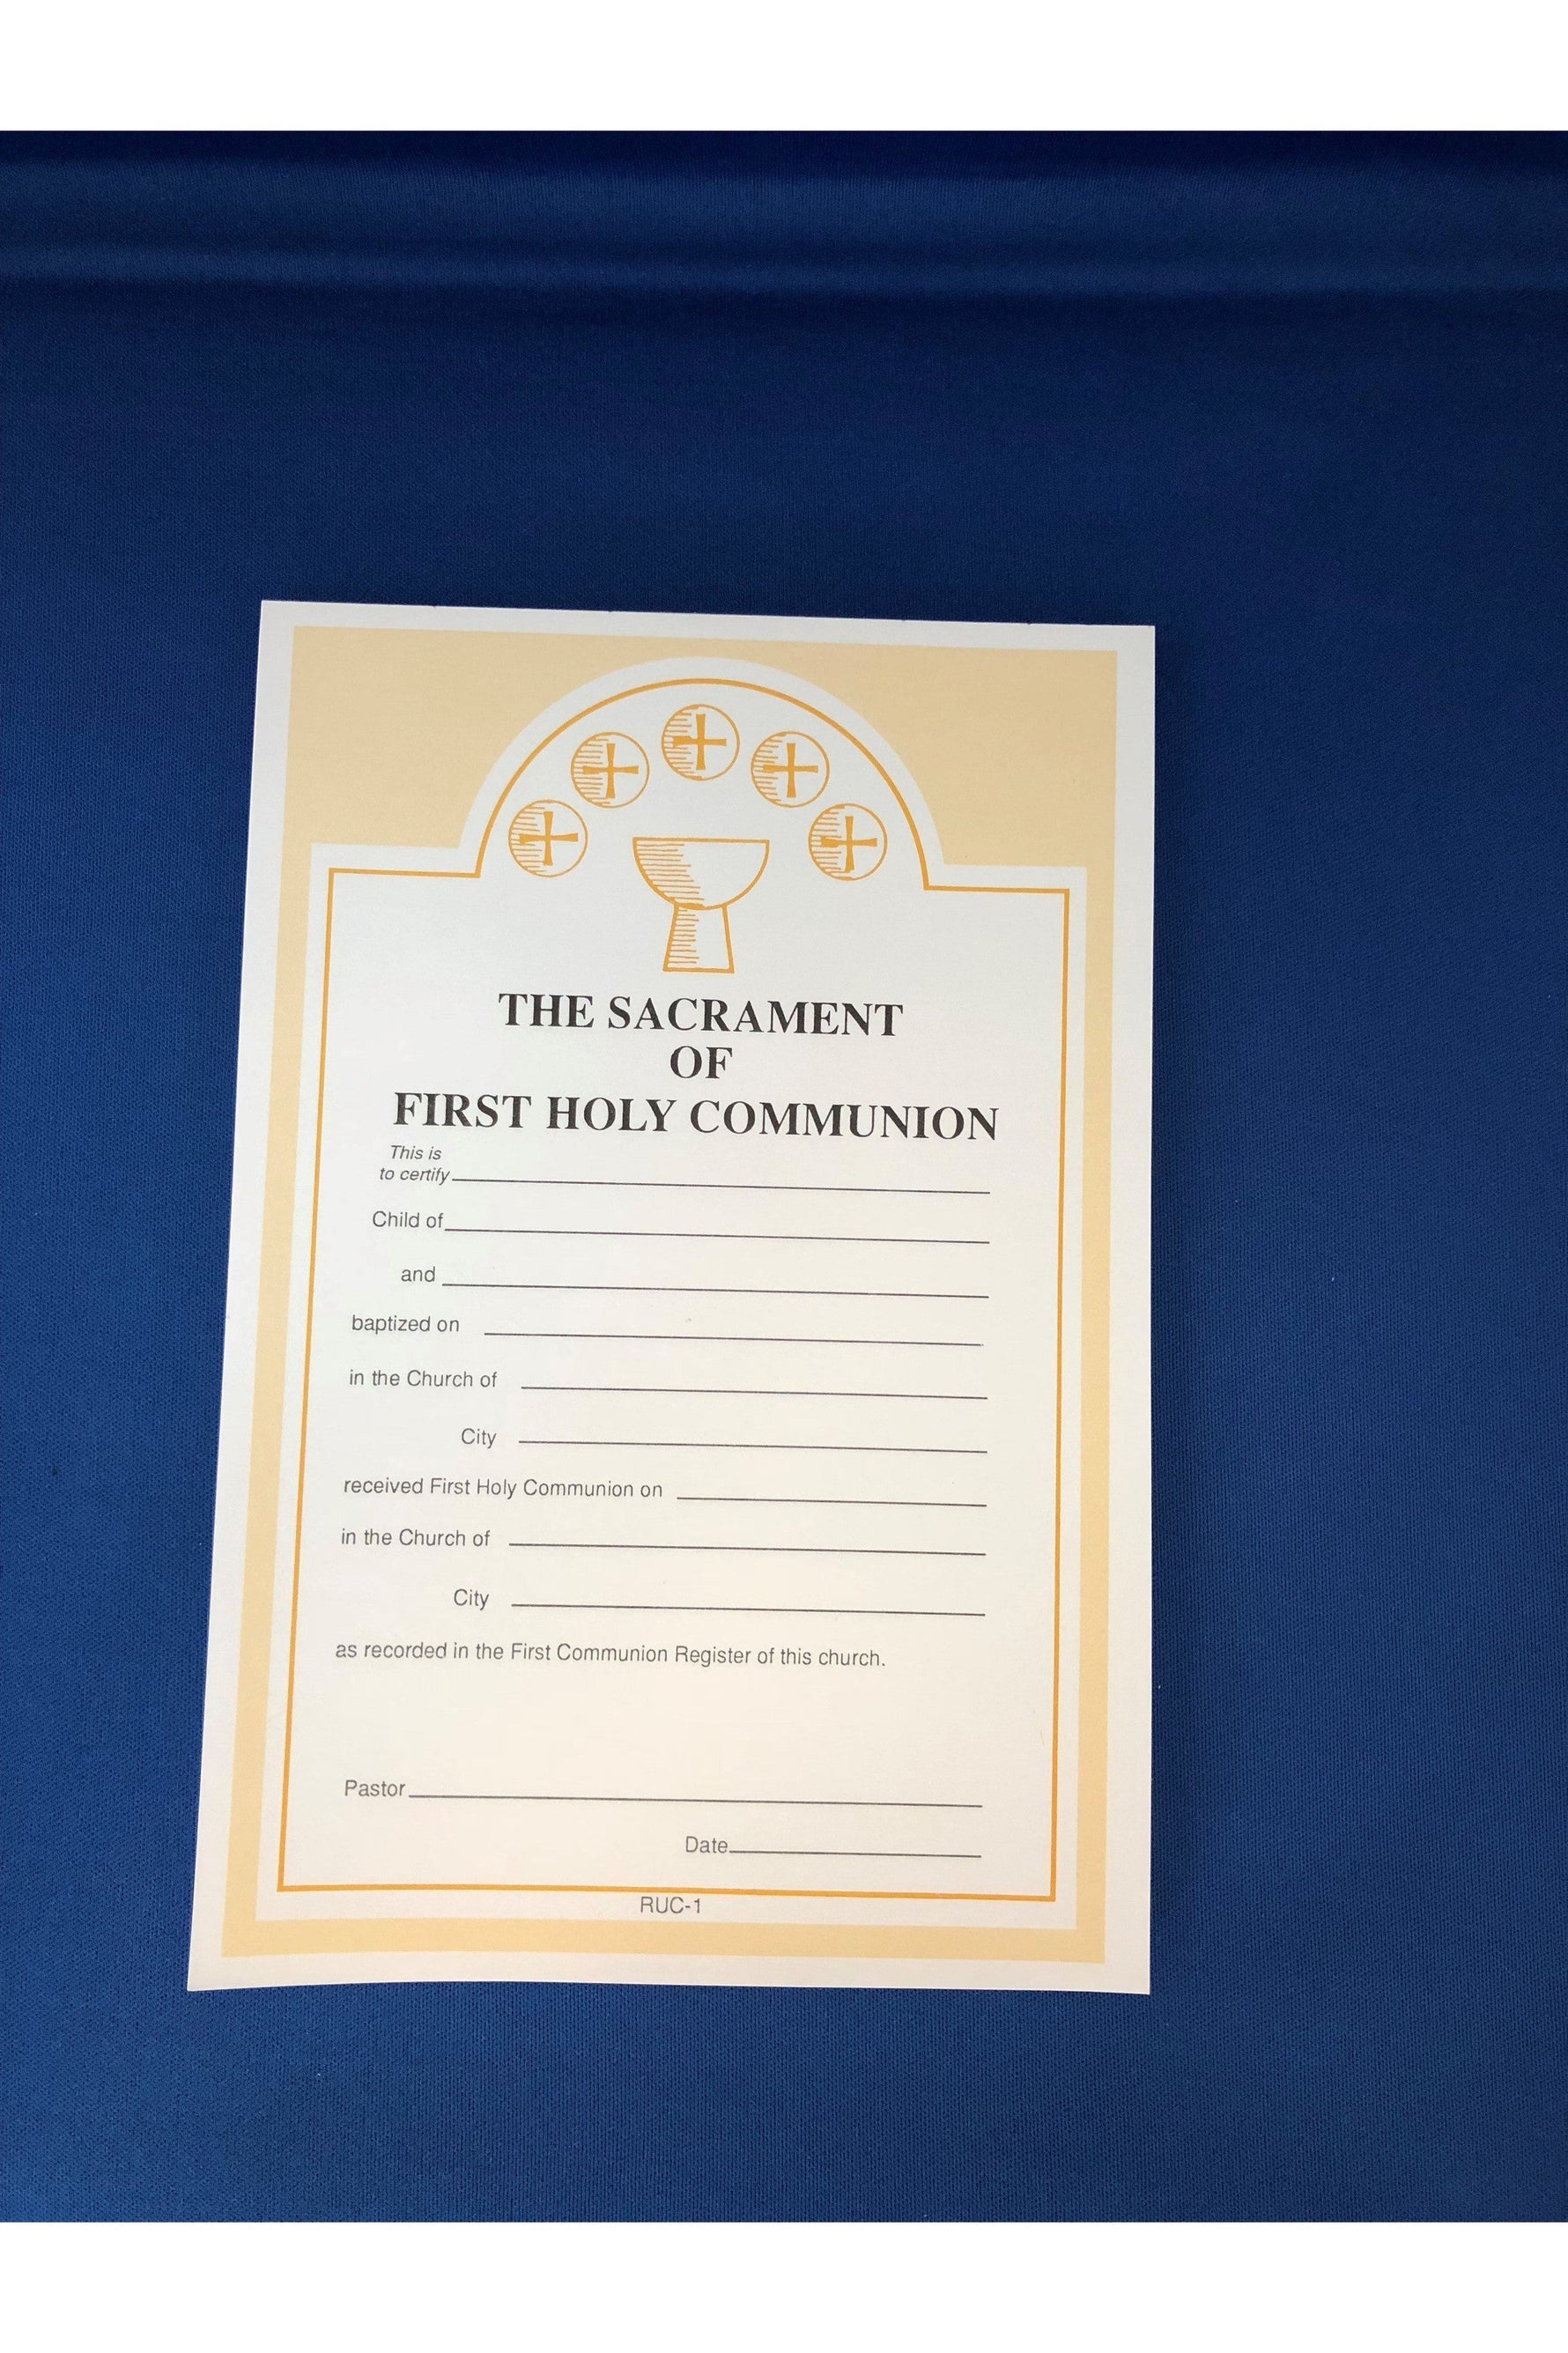 THE SACRAMENT
OF
FIRST HOLY COMMUNION
This is
to certify
Child of
and
baptized on
in the Church of
City
received First Holy Communion on
in the Church of
City
as recorded in the First Communion Register of this church.
Pastor
Date
RUC-1